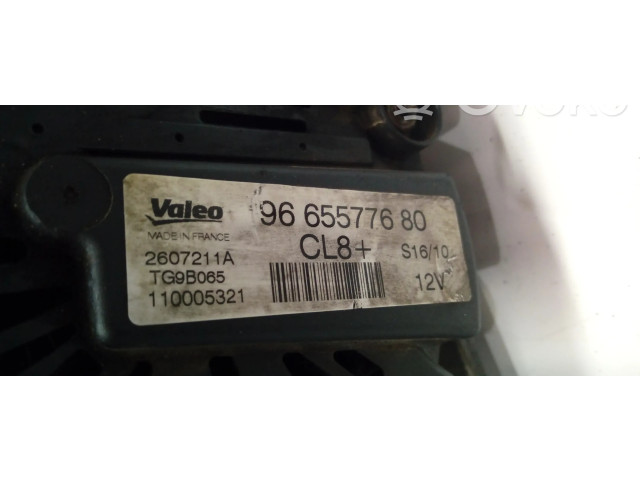 Valeo 96 655776 80
MADE IN FRANCE CL8+ S16/10
2607211A
TG9B065 12V
110005321